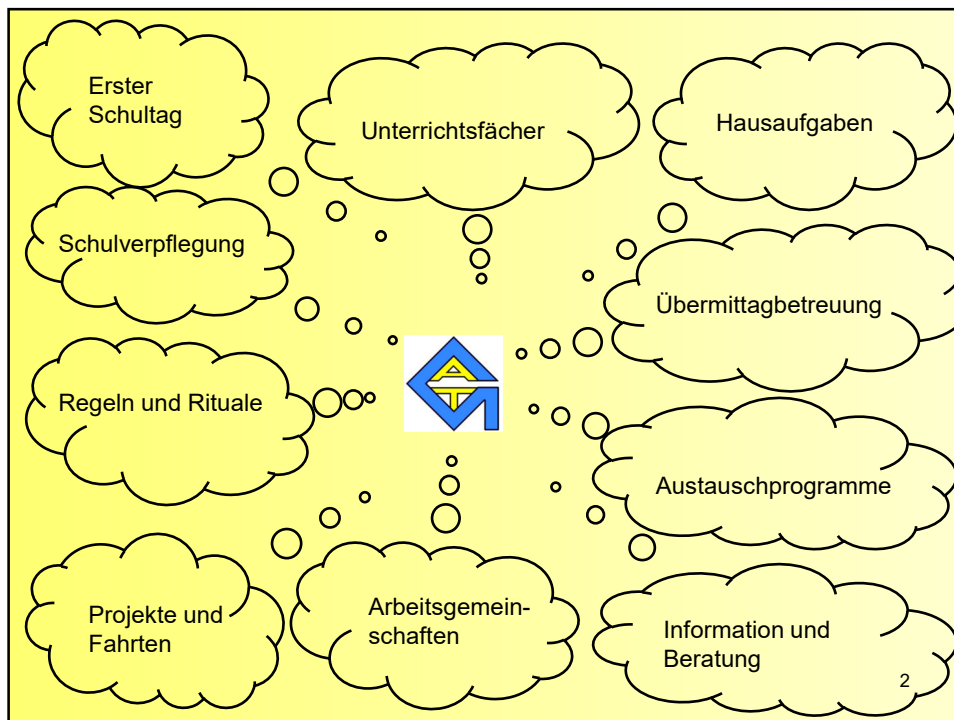 Erster
Schultag
Unterrichtsfächer
Hausaufgaben
Schulverpflegung
Übermittagbetreuung
Regeln und Rituale
Austauschprogramme
Projekte und
Fahrten
Arbeitsgemein-
schaften
Information und
Beratung
2